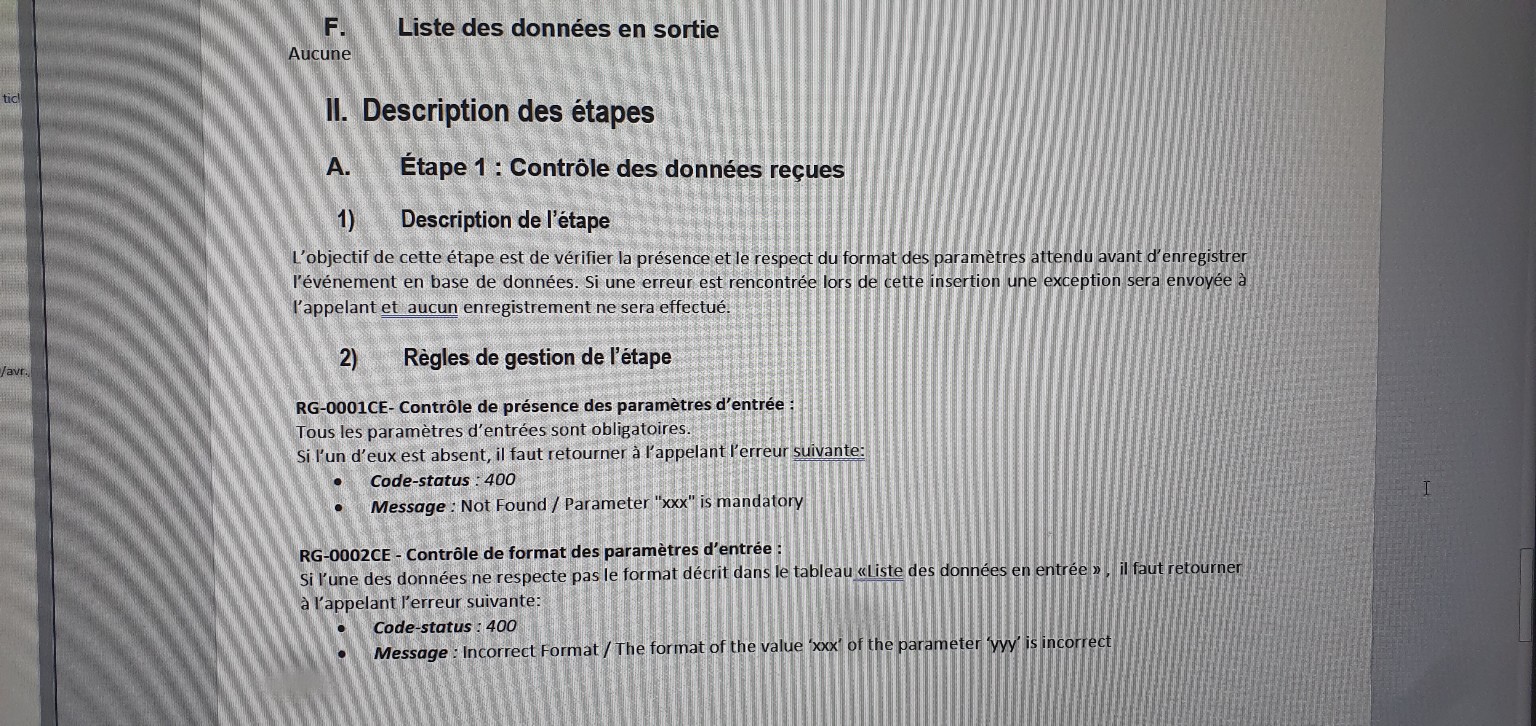 F. Liste des données en sortie
Aucune
II. Description des étapes
A. Étape 1 : Contrôle des données reçues
1) Description de l'étape
L'objectif de cette étape est de vérifier la présence et le respect du format des paramètres attendu avant d'enregistrer
l'événement en base de données. Si une erreur est rencontrée lors de cette insertion une exception sera envoyée à
l'appelant et aucun enregistrement ne sera effectué.
2) Règles de gestion de l'étape
/avr.
RG-0001CE- Contrôle de présence des paramètres d'entrée :
Tous les paramètres d'entrées sont obligatoires.
Si l'un d'eux est absent, il faut retourner à l'appelant l'erreur suivante:
• Code-status : 400
• Message : Not Found / Parameter "xxx" is mandatory
RG-0002CE - Contrôle de format des paramètres d'entrée :
Si l'une des données ne respecte pas le format décrit dans le tableau «Liste des données en entrée » , il faut retourner
à l'appelant l'erreur suivante:
• Code-status : 400
• Message : Incorrect Format / The format of the value 'xxx' of the parameter 'yyy' is incorrect